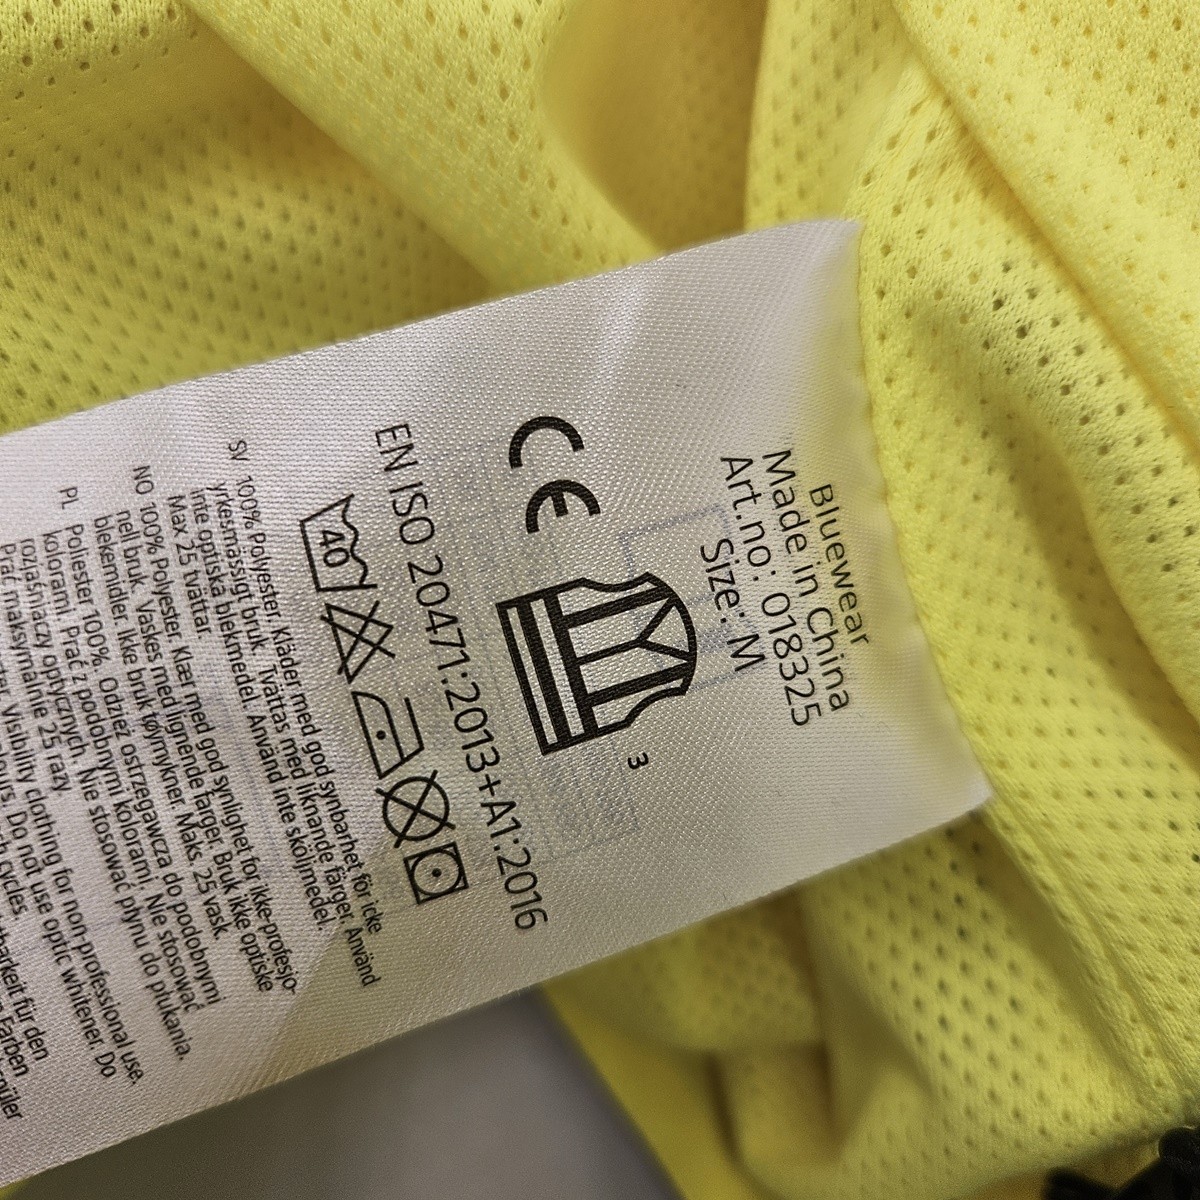 Bluewear
Made in China
Art.no: 018325
Size: M
3
CE
EN ISO 20471:2013+A1:2016
40
SV 100% Polyester. Kläder med god synbarhet för icke
yrkesmässigt bruk. Tvättas med liknande färger. Använd
inte optiska blekmedel. Använd inte sköljmedel.
Max 25 tvättar.
NO 100% Polyester. Klær med god synlighet for ikke-profesjo-
nell bruk. Vaskes med lignende farger. Bruk ikke optiske
blekemidler. Ikke bruk tøymykner. Maks. 25 vask.
PL Poliester 100%. Odzież ostrzegawcza do podobnymi
kolorami. Prać z podobnymi kolorami. Nie stosować
rozjaśniaczy optycznych. Nie stosować płynu do płukania.
Prać maksymalnie 25 razy
Visibility clothing for non-professional use.
Do not use optic whitener. Do
cycles.
für den
Farben